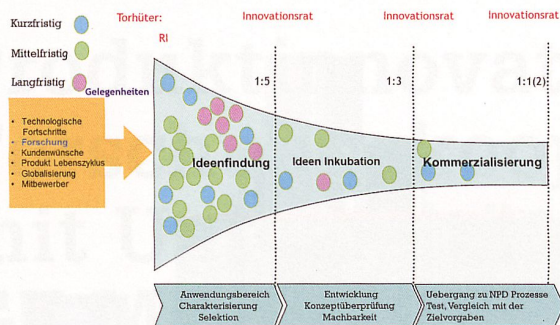 Kurzfristig
Mittelfristig
Langfristig
Gelegenheiten
Torhüter:
Innovationsrat
Innovationsrat
Innovationsrat
RI
1:5
1:3
1:1(2)
• Technologische
Fortschritte
• Forschung
• Kundenwünsche
• Produkt Lebenszyklus
• Globalisierung
• Mitbewerber
Ideenfindung
Ideen Inkubation
Kommerzialisierung
Anwendungsbereich
Charakterisierung
Selektion
Entwicklung
Konzeptüberprüfung
Machbarkeit
Uebergang zu NPD Prozesse
Test, Vergleich mit der
Zielvorgaben